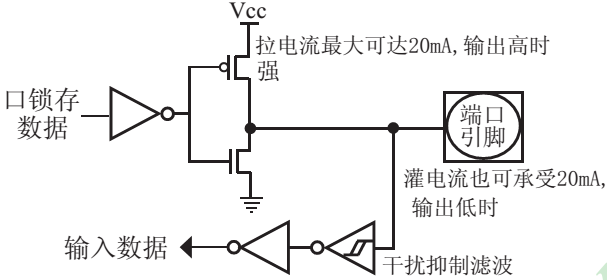 Vcc
拉电流最大可达20mA,输出高时
强
口锁存
数据
端口
引脚
灌电流也可承受20mA,
输出低时
输入数据
干扰抑制滤波